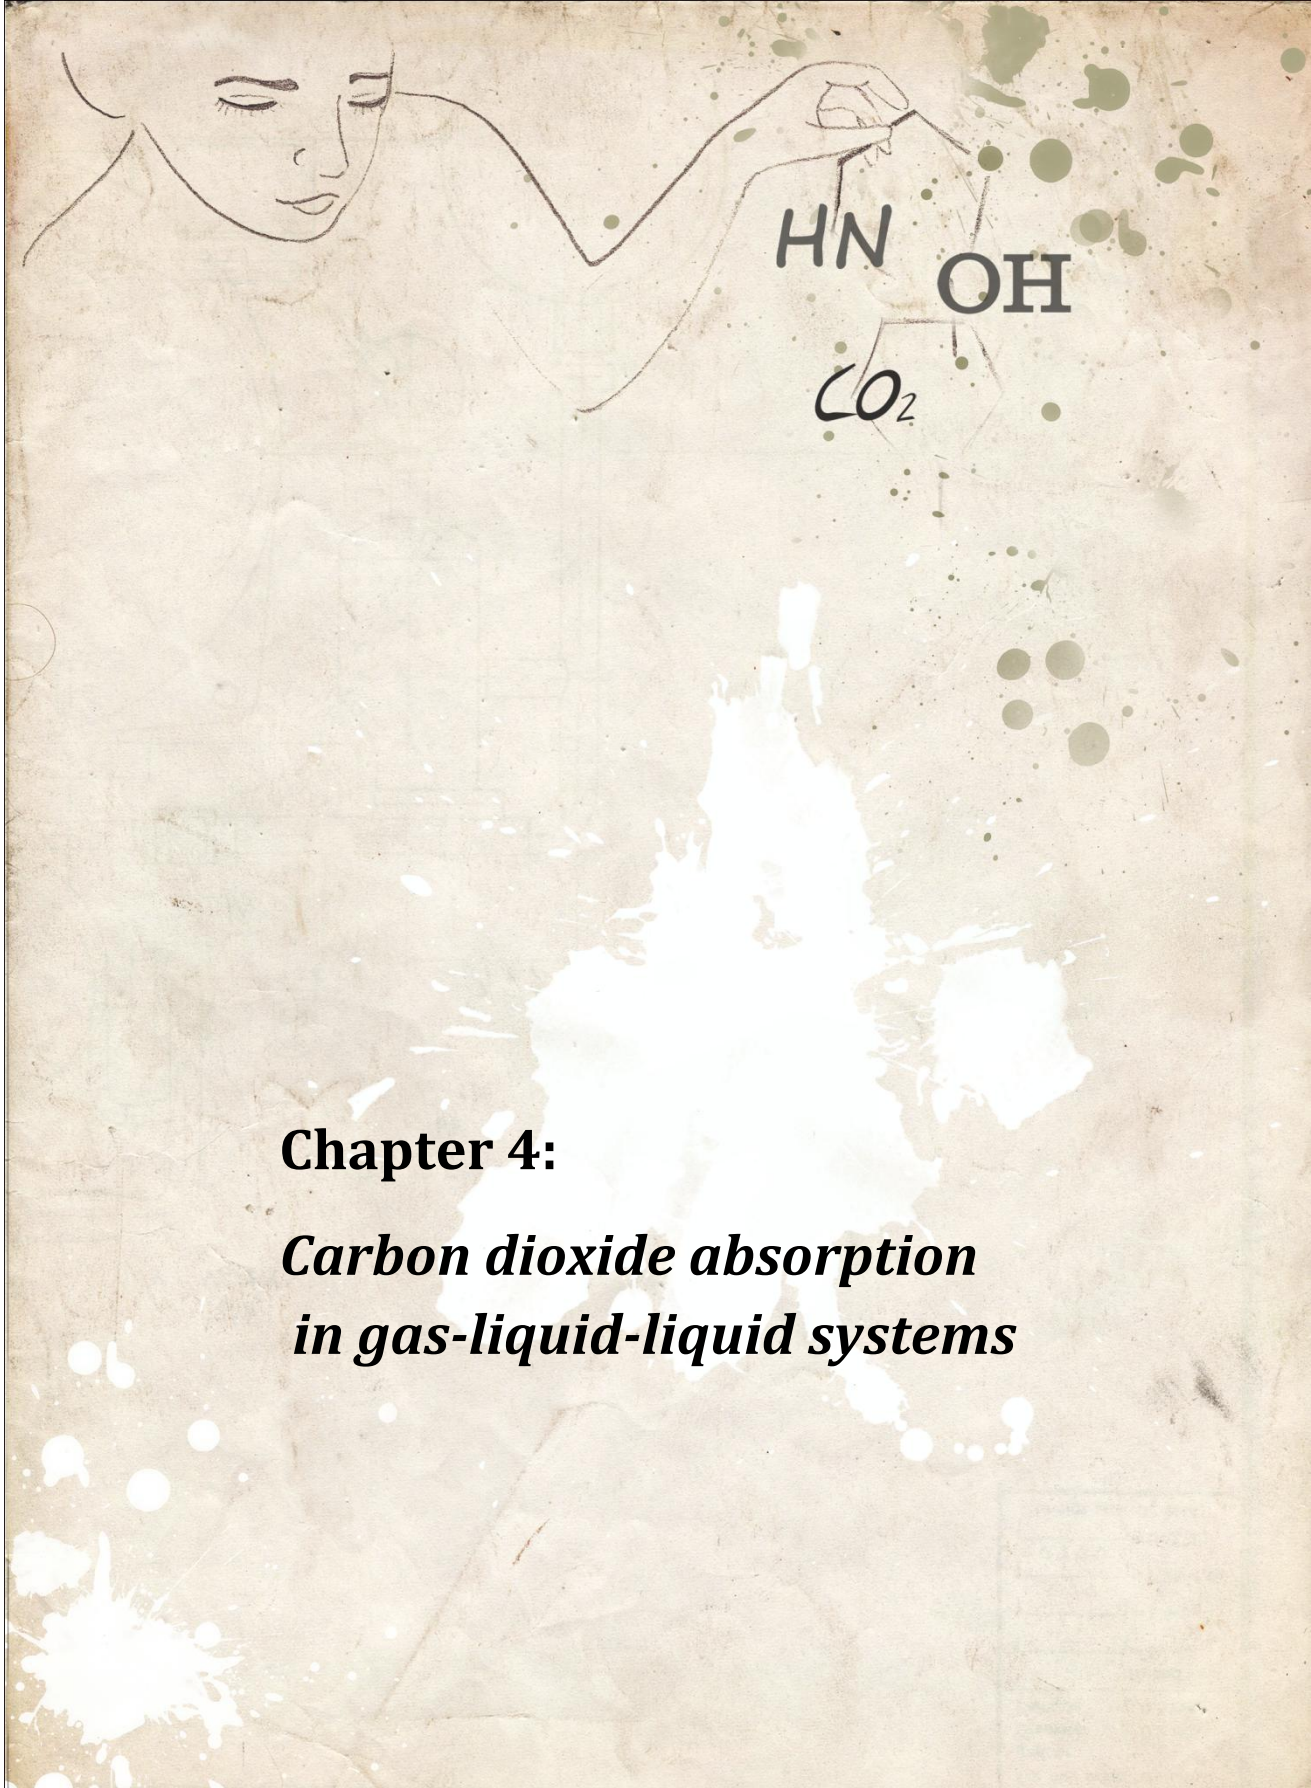 HN
OH
CO₂
Chapter 4:
Carbon dioxide absorption
in gas-liquid-liquid systems